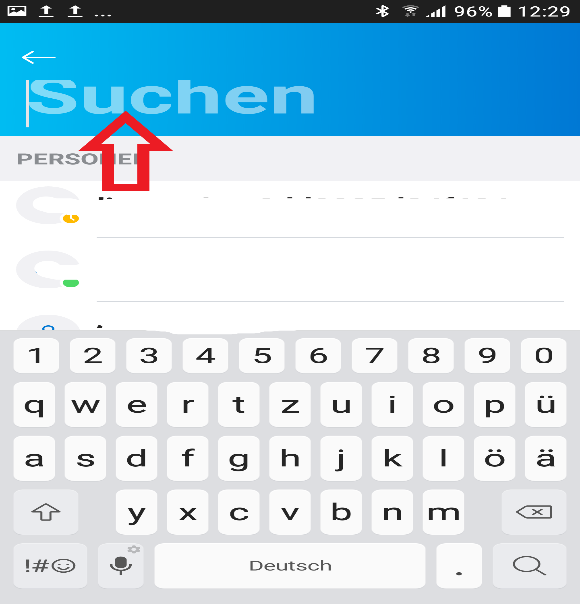 ... 96% 12:29
Suchen
PERSONEN
1 2 3 4 5 6 7 8 9 0
q w e r t z u i o p ü
a s d f g h j k l ö ä
y x c v b n m
!#☺ Deutsch .